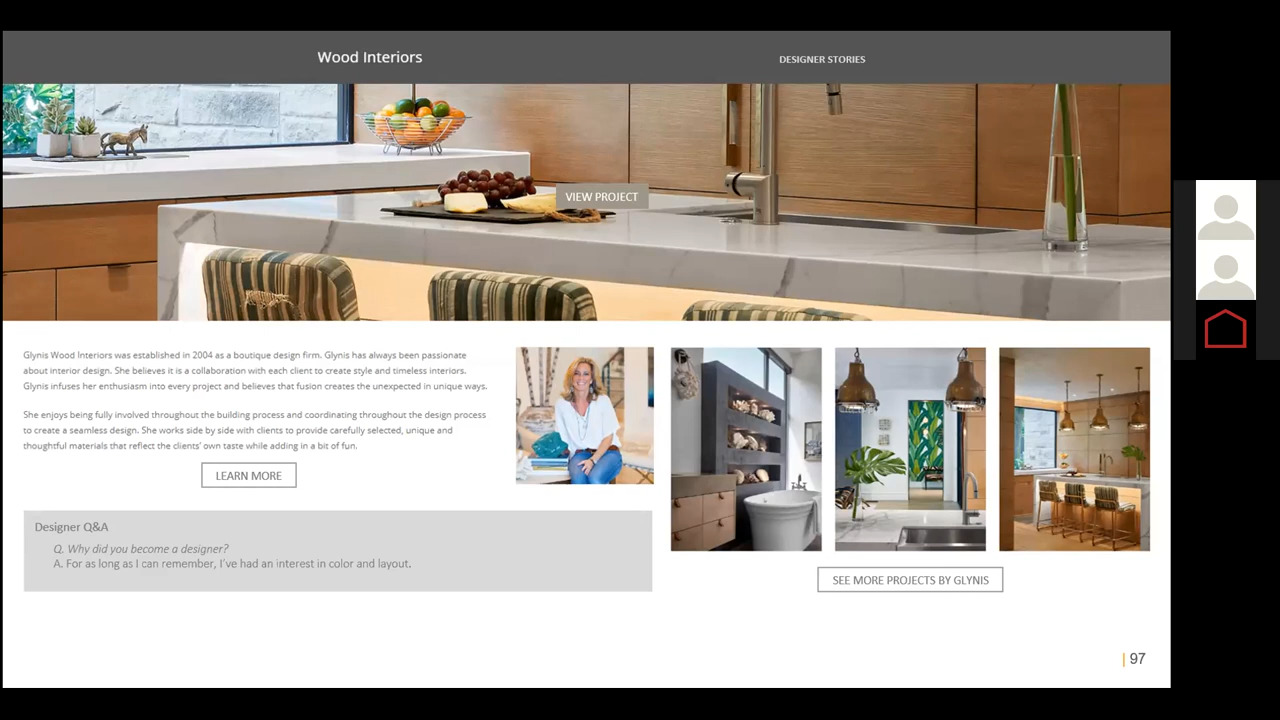 Wood Interiors
DESIGNER STORIES
VIEW PROJECT
Glynis Wood Interiors was established in 2004 as a boutique design firm. Glynis has always been passionate
about interior design. She believes it is a collaboration with each client to create style and timeless interiors.
Glynis infuses her enthusiasm into every project and believes that fusion creates the unexpected in unique ways.
She enjoys being fully involved throughout the building process and coordinating throughout the design process
to create a seamless design. She works side by side with clients to provide carefully selected, unique and
thoughtful materials that reflect the clients’ own taste while adding in a bit of fun.
LEARN MORE
Designer Q&A
Q. Why did you become a designer?
A. For as long as I can remember, I’ve had an interest in color and layout.
SEE MORE PROJECTS BY GLYNIS
| 97